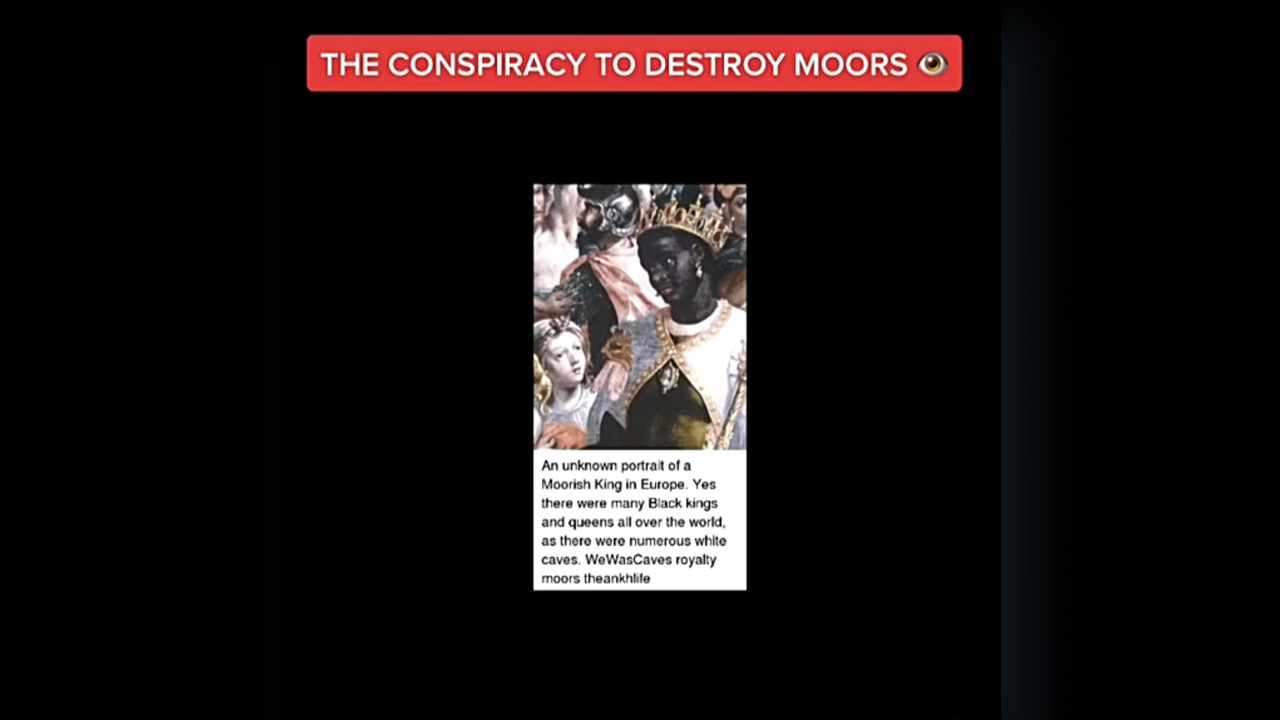 THE CONSPIRACY TO DESTROY MOORS 👁
An unknown portrait of a
Moorish King in Europe. Yes
there were many Black kings
and queens all over the world,
as there were numerous white
caves. WeWasCaves royalty
moors theankhlife